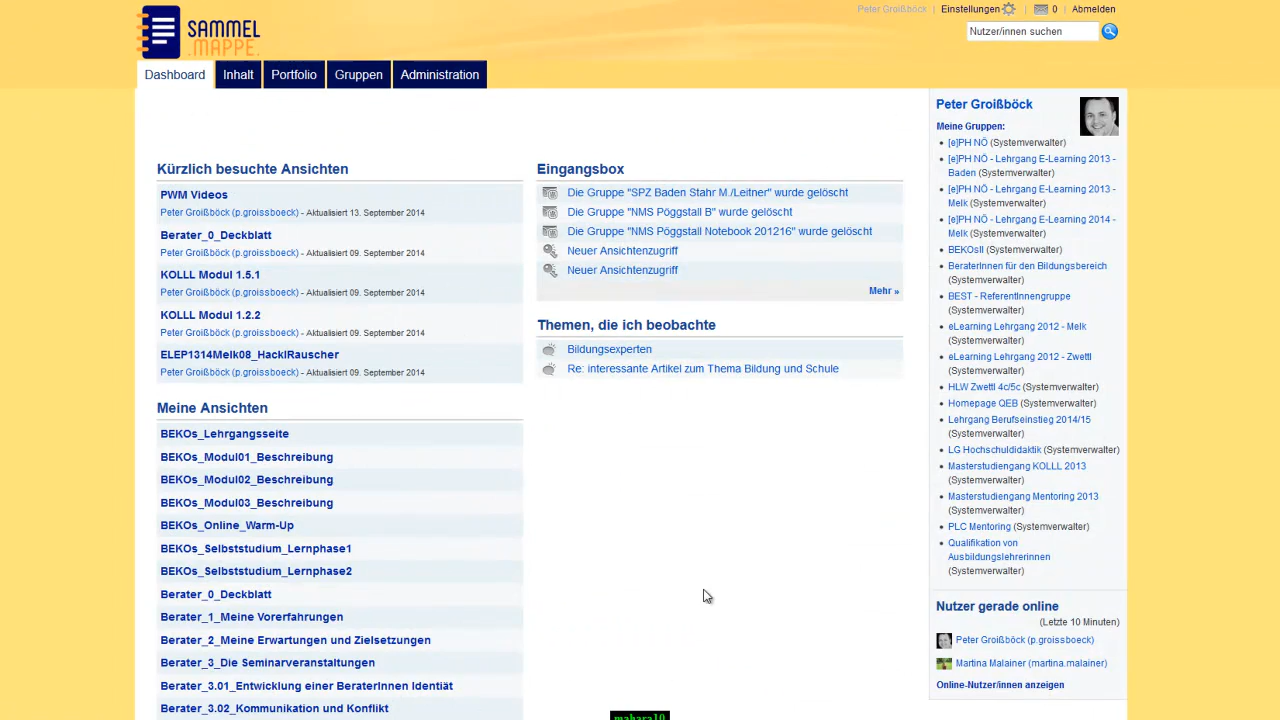 SAMMEL
.MAPPE.
Peter Groißböck | Einstellungen | 0 | Abmelden
Nutzer/innen suchen
Dashboard Inhalt Portfolio Gruppen Administration
Kürzlich besuchte Ansichten
PWM Videos
Peter Groißböck (p.groissboeck) - Aktualisiert 13. September 2014
Berater_0_Deckblatt
Peter Groißböck (p.groissboeck) - Aktualisiert 09. September 2014
KOLLL Modul 1.5.1
Peter Groißböck (p.groissboeck) - Aktualisiert 09. September 2014
KOLLL Modul 1.2.2
Peter Groißböck (p.groissboeck) - Aktualisiert 09. September 2014
ELEP1314Melk08_HacklRauscher
Peter Groißböck (p.groissboeck) - Aktualisiert 09. September 2014
Meine Ansichten
BEKOs_Lehrgangsseite
BEKOs_Modul01_Beschreibung
BEKOs_Modul02_Beschreibung
BEKOs_Modul03_Beschreibung
BEKOs_Online_Warm-Up
BEKOs_Selbststudium_Lernphase1
BEKOs_Selbststudium_Lernphase2
Berater_0_Deckblatt
Berater_1_Meine Vorerfahrungen
Berater_2_Meine Erwartungen und Zielsetzungen
Berater_3_Die Seminarveranstaltungen
Berater_3.01_Entwicklung einer BeraterInnen Identiät
Berater_3.02_Kommunikation und Konflikt
Eingangsbox
Die Gruppe "SPZ Baden Stahr M./Leitner" wurde gelöscht
Die Gruppe "NMS Pöggstall B" wurde gelöscht
Die Gruppe "NMS Pöggstall Notebook 201216" wurde gelöscht
Neuer Ansichtenzugriff
Neuer Ansichtenzugriff
Mehr »
Themen, die ich beobachte
Bildungsexperten
Re: interessante Artikel zum Thema Bildung und Schule
mahara10
Peter Groißböck
Meine Gruppen:
[e]PH NÖ (Systemverwalter)
[e]PH NÖ - Lehrgang E-Learning 2013 -
Baden (Systemverwalter)
[e]PH NÖ - Lehrgang E-Learning 2013 -
Melk (Systemverwalter)
[e]PH NÖ - Lehrgang E-Learning 2014 -
Melk (Systemverwalter)
BEKOsII (Systemverwalter)
BeraterInnen für den Bildungsbereich
(Systemverwalter)
BEST - ReferentInnengruppe
(Systemverwalter)
eLearning Lehrgang 2012 - Melk
(Systemverwalter)
eLearning Lehrgang 2012 - Zwettl
(Systemverwalter)
HLW Zwettl 4c/5c (Systemverwalter)
Homepage QEB (Systemverwalter)
Lehrgang Berufseinstieg 2014/15
(Systemverwalter)
LG Hochschuldidaktik (Systemverwalter)
Masterstudiengang KOLLL 2013
(Systemverwalter)
Masterstudiengang Mentoring 2013
(Systemverwalter)
PLC Mentoring (Systemverwalter)
Qualifikation von
Ausbildungslehrerinnen
(Systemverwalter)
Nutzer gerade online
(Letzte 10 Minuten)
Peter Groißböck (p.groissboeck)
Martina Malainer (martina.malainer)
Online-Nutzer/innen anzeigen